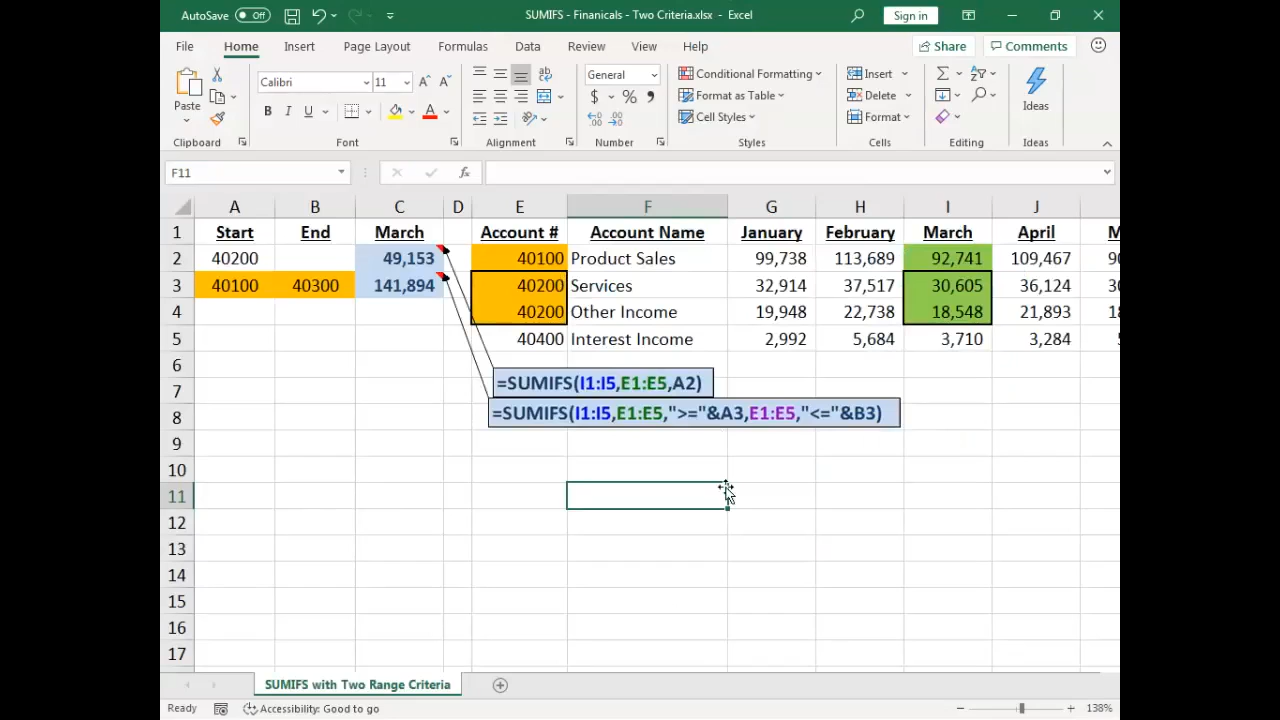 AutoSave Off SUMIFS - Finanicals - Two Criteria.xlsx - Excel Sign in
File Home Insert Page Layout Formulas Data Review View Help Share Comments
Calibri 11 A A General Conditional Formatting Insert
Paste B I U A $ % Format as Table Delete Ideas
Cell Styles Format
Clipboard Font Alignment Number Styles Cells Editing Ideas
F11 fx
A B C D E F G H I J
1 Start End March Account # Account Name January February March April M
2 40200 49,153 40100 Product Sales 99,738 113,689 92,741 109,467
3 40100 40300 141,894 40200 Services 32,914 37,517 30,605 36,124
4 40200 Other Income 19,948 22,738 18,548 21,893
5 40400 Interest Income 2,992 5,684 3,710 3,284
6
=SUMIFS(I1:I5,E1:E5,A2)
7
=SUMIFS(I1:I5,E1:E5,">="&A3,E1:E5,"<="&B3)
8
9
10
11
12
13
14
15
16
17
SUMIFS with Two Range Criteria
Ready Accessibility: Good to go 138%